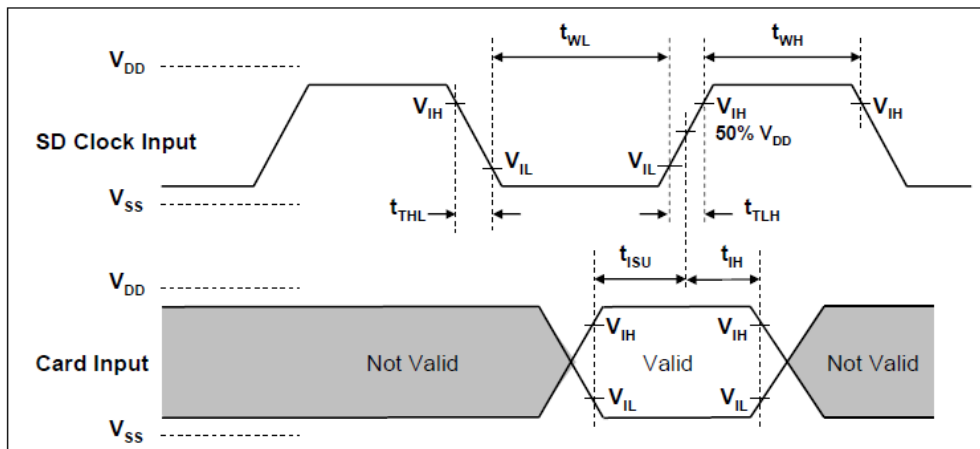 t_WL t_WH
V_DD
V_IH V_IH V_IH
50% V_DD
SD Clock Input
V_IL V_IL
V_SS
t_THL t_TLH
t_ISU t_IH
V_DD
V_IH V_IH
Card Input Not Valid Valid Not Valid
V_IL V_IL
V_SS